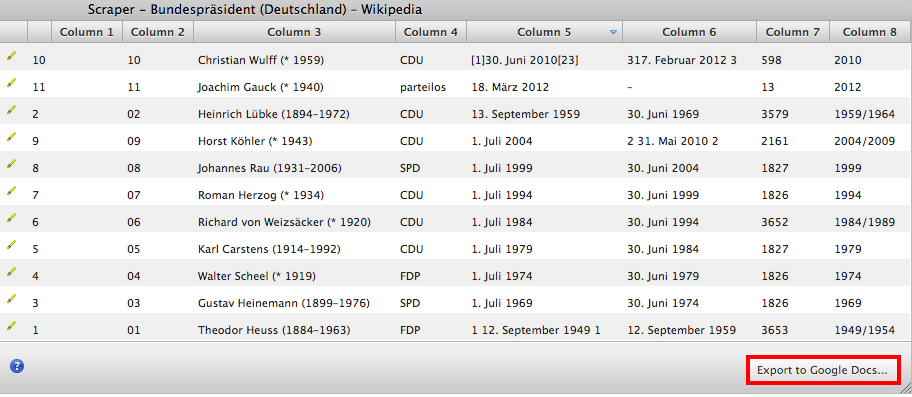 Scraper – Bundespräsident (Deutschland) – Wikipedia
Column 1 Column 2 Column 3 Column 4 Column 5 Column 6 Column 7 Column 8
10 10 Christian Wulff (* 1959) CDU [1]30. Juni 2010[23] 317. Februar 2012 3 598 2010
11 11 Joachim Gauck (* 1940) parteilos 18. März 2012 – 13 2012
2 02 Heinrich Lübke (1894–1972) CDU 13. September 1959 30. Juni 1969 3579 1959/1964
9 09 Horst Köhler (* 1943) CDU 1. Juli 2004 2 31. Mai 2010 2 2161 2004/2009
8 08 Johannes Rau (1931–2006) SPD 1. Juli 1999 30. Juni 2004 1827 1999
7 07 Roman Herzog (* 1934) CDU 1. Juli 1994 30. Juni 1999 1826 1994
6 06 Richard von Weizsäcker (* 1920) CDU 1. Juli 1984 30. Juni 1994 3652 1984/1989
5 05 Karl Carstens (1914–1992) CDU 1. Juli 1979 30. Juni 1984 1827 1979
4 04 Walter Scheel (* 1919) FDP 1. Juli 1974 30. Juni 1979 1826 1974
3 03 Gustav Heinemann (1899–1976) SPD 1. Juli 1969 30. Juni 1974 1826 1969
1 01 Theodor Heuss (1884–1963) FDP 1 12. September 1949 1 12. September 1959 3653 1949/1954
?
Export to Google Docs...